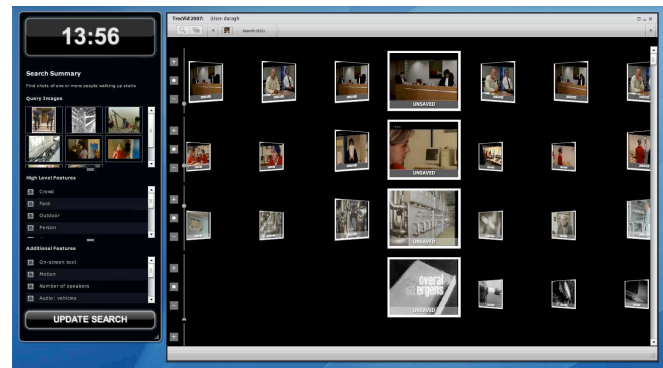 13:56
Search Summary
Find shots of one or more people walking up stairs
Query Images
High Level Features
Crowd
Face
Outdoor
Person
Additional Features
On-screen text
Motion
Number of speakers
Audio: vehicles
UPDATE SEARCH
TrecVid 2007: (User: daragh
UNSAVED
UNSAVED
UNSAVED
overal
ergens
UNSAVED